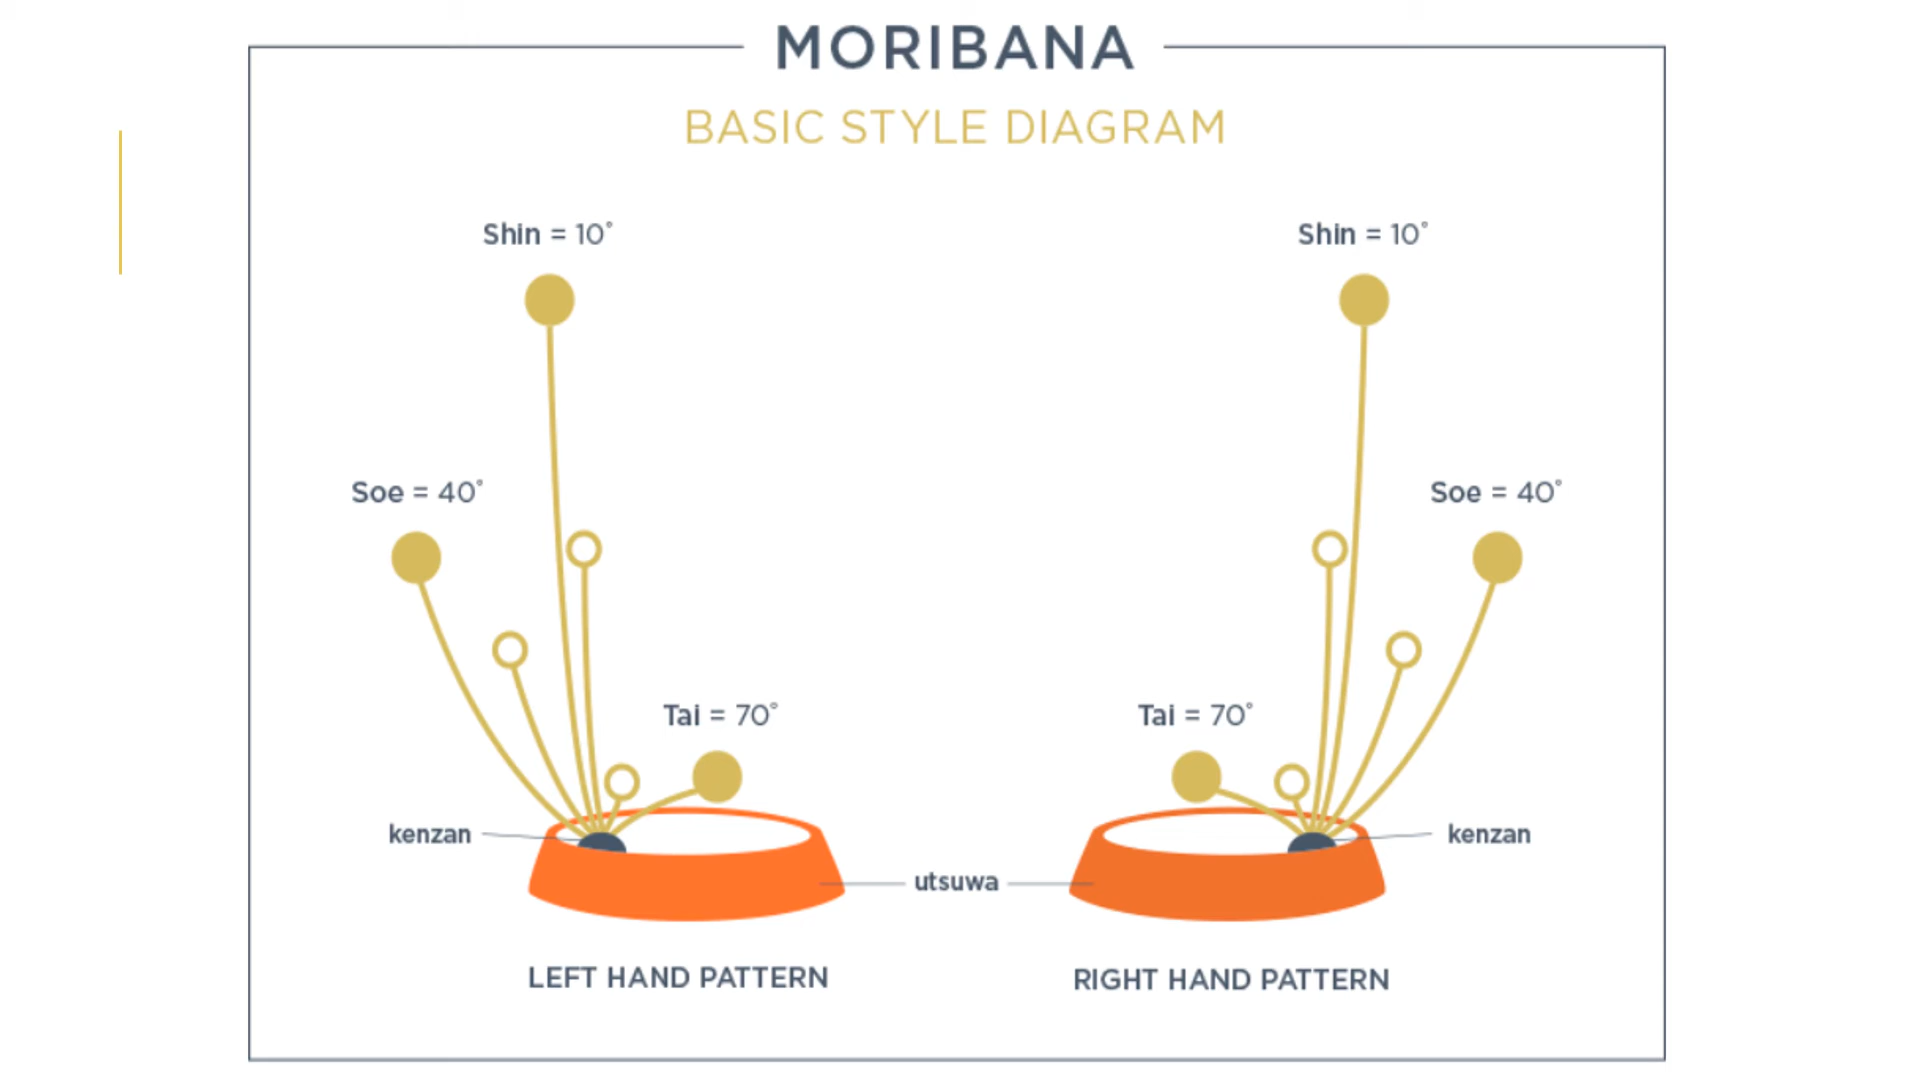 MORIBANA
BASIC STYLE DIAGRAM
Shin = 10°
Shin = 10°
Soe = 40°
Soe = 40°
Tai = 70°
Tai = 70°
kenzan
kenzan
utsuwa
LEFT HAND PATTERN
RIGHT HAND PATTERN